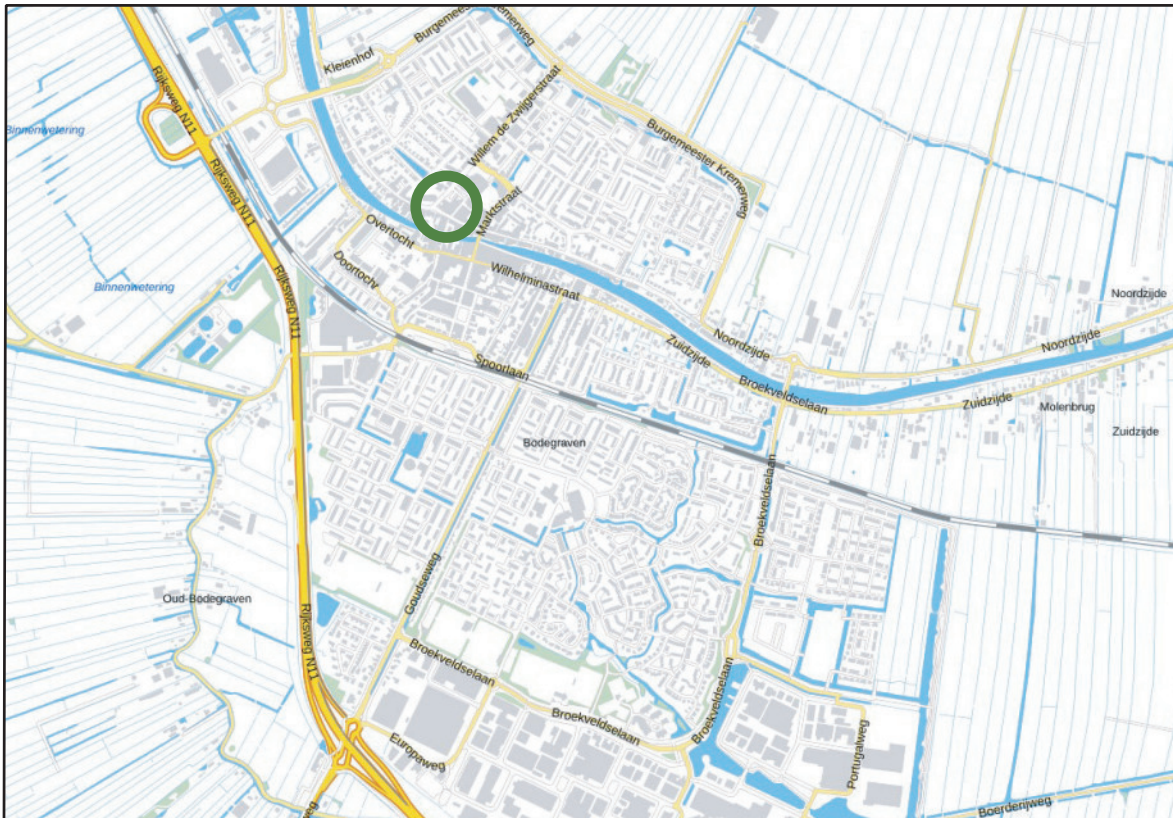 Burgemeester Kremerweg
Kleienhof
Rijksweg N11
Willem de Zwijgerstraat
Binnenwetering
Burgemeester Kremerweg
Rijksweg N11
Marktstraat
Overtocht
Doortocht
Wilhelminastraat
Binnenwetering
Rijksweg N11
Noordzijde
Noordzijde
Noordzijde
Zuidzijde
Spoorlaan
Broekveldselaan
Zuidzijde
Molenbrug
Zuidzijde
Bodegraven
Broekveldselaan
Goudseweg
Oud-Bodegraven
Rijksweg N11
Broekveldselaan
Broekveldselaan
Broekveldselaan
Europaweg
Portugalweg
Boerderijweg